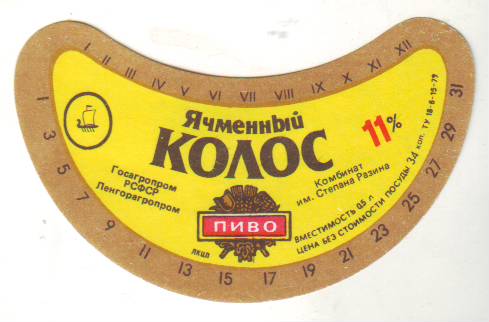 I II III IV V VI VII VIII IX X XI XII
Ячменный
КОЛОС
11%
Госагропром
РСФСР
Ленгорагропром
Комбинат
им. Степана Разина
ПИВО
ВМЕСТИМОСТЬ 0,5 л
ЦЕНА БЕЗ СТОИМОСТИ ПОСУДЫ 34 коп. ТУ 18-6-15-79
ЛКЦП
1 3 5 7 9 11 13 15 17 19 21 23 25 27 29 31